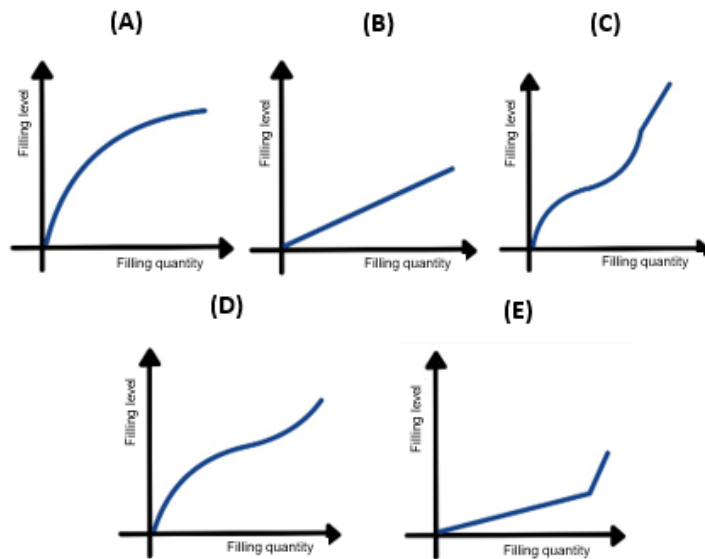 (A)
(B)
(C)
Filling level
Filling quantity
Filling level
Filling quantity
Filling level
Filling quantity
(D)
(E)
Filling level
Filling quantity
Filling level
Filling quantity